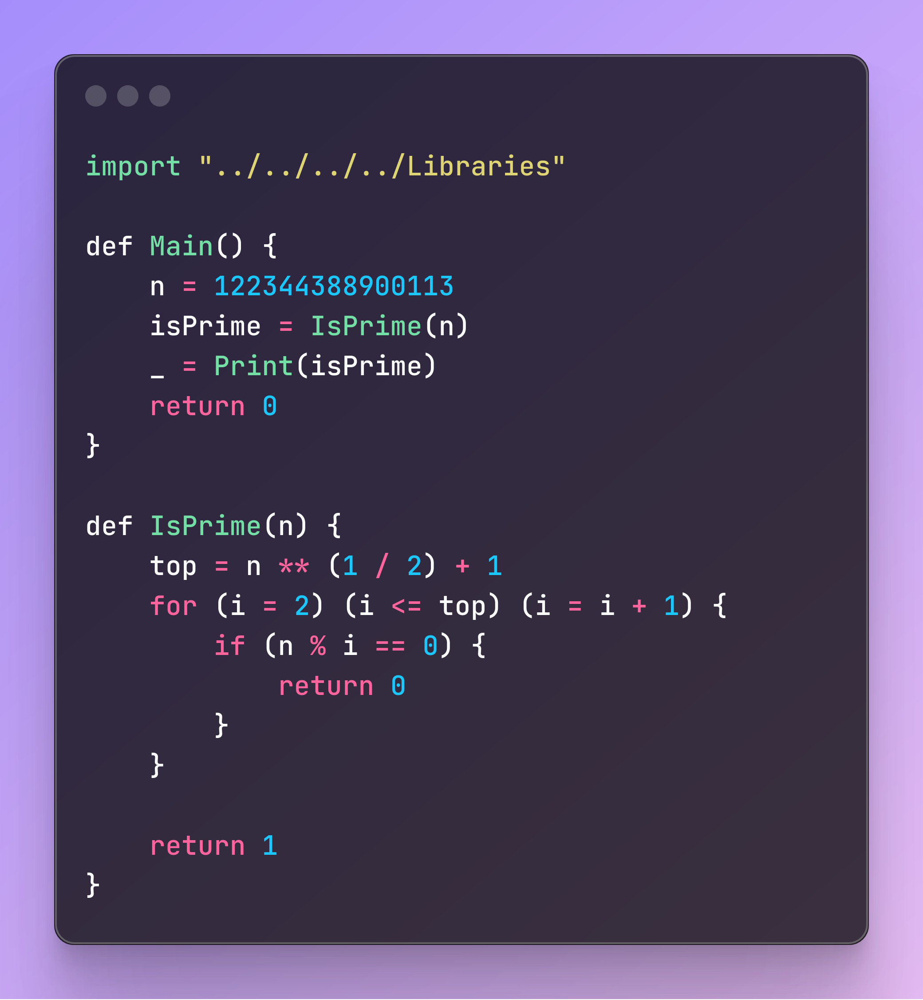 import "../../../../Libraries"
def Main() {
    n = 122344388900113
    isPrime = IsPrime(n)
    _ = Print(isPrime)
    return 0
}
def IsPrime(n) {
    top = n ** (1 / 2) + 1
    for (i = 2) (i <= top) (i = i + 1) {
        if (n % i == 0) {
            return 0
        }
    }
    return 1
}